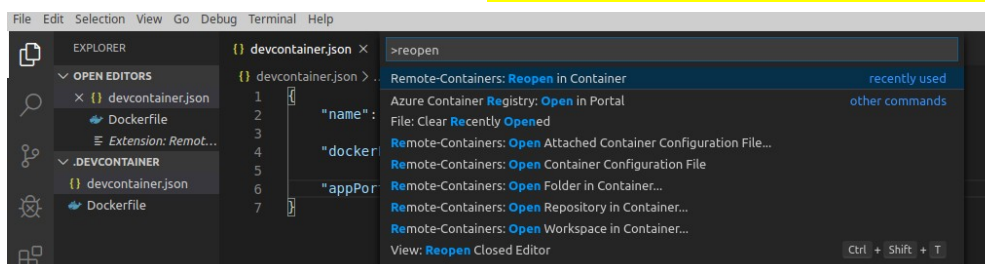 File Edit Selection View Go Debug Terminal Help
EXPLORER
OPEN EDITORS
{} devcontainer.json
Dockerfile
Extension: Remot...
.DEVCONTAINER
{} devcontainer.json
Dockerfile
{} devcontainer.json ×
{} devcontainer.json > ..
1 {
2 "name":
3
4 "docker
5
6 "appPor
7 }
>reopen
Remote-Containers: Reopen in Container recently used
Azure Container Registry: Open in Portal other commands
File: Clear Recently Opened
Remote-Containers: Open Attached Container Configuration File...
Remote-Containers: Open Container Configuration File
Remote-Containers: Open Folder in Container...
Remote-Containers: Open Repository in Container...
Remote-Containers: Open Workspace in Container...
View: Reopen Closed Editor Ctrl + Shift + T